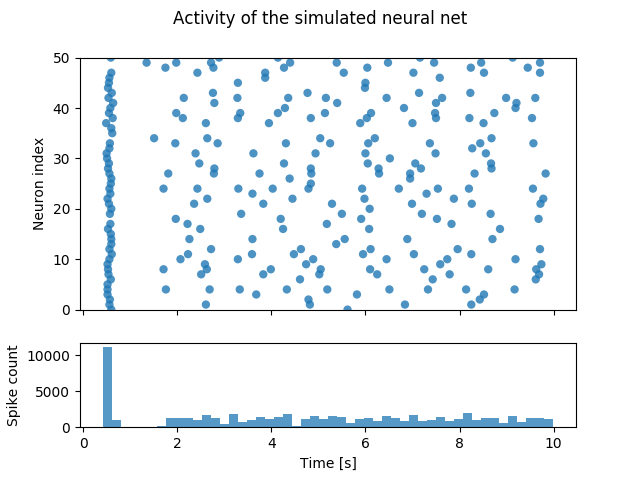 Activity of the simulated neural net
50
40
30
20
10
0
Neuron index
10000
5000
0
Spike count
0 2 4 6 8 10
Time [s]